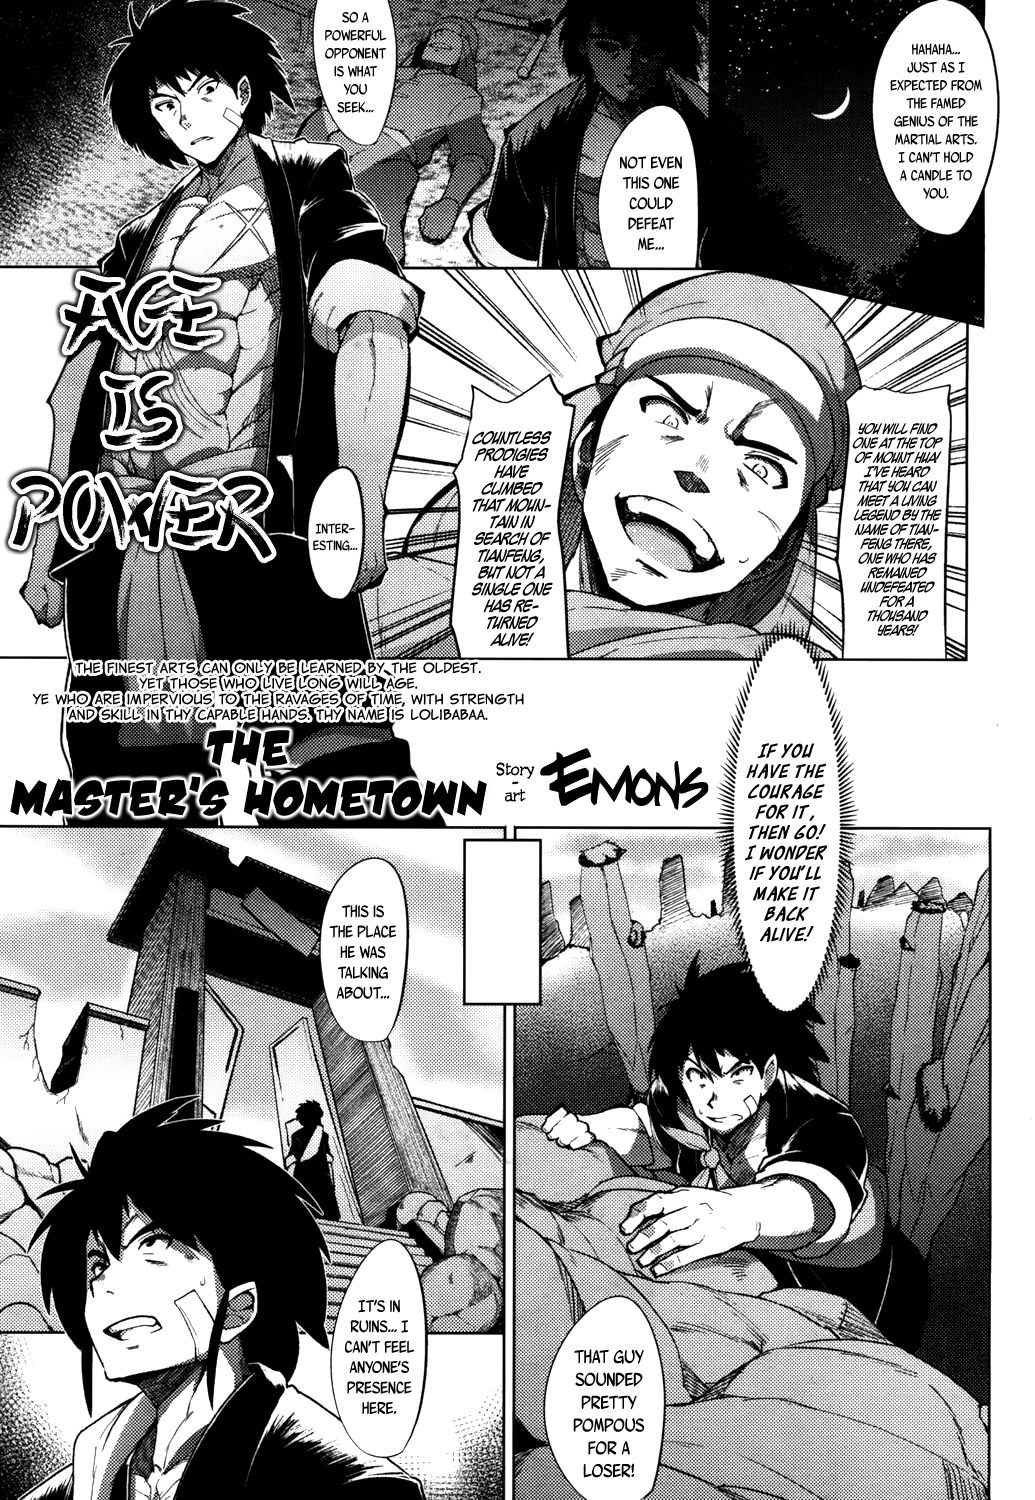 HAHAHA...
JUST AS I
EXPECTED FROM
THE FAMED
GENIUS OF THE
MARTIAL ARTS.
I CAN'T HOLD
A CANDLE TO
YOU.
NOT EVEN
THIS ONE
COULD
DEFEAT
ME...
SO A
POWERFUL
OPPONENT
IS WHAT
YOU
SEEK...
YOU WILL FIND
ONE AT THE TOP
OF MOUNT HUA!
I'VE HEARD
THAT YOU CAN
MEET A LIVING
LEGEND BY THE
NAME OF TIAN-
FENG THERE,
ONE WHO HAS
REMAINED
UNDEFEATED
FOR A
THOUSAND
YEARS!
COUNTLESS
PRODIGIES
HAVE
CLIMBED
THAT MOUN-
TAIN IN
SEARCH OF
TIANFENG,
BUT NOT A
SINGLE ONE
HAS RE-
TURNED
ALIVE!
INTER-
ESTING...
AGE
IS
POWER
THE FINEST ARTS CAN ONLY BE LEARNED BY THE OLDEST.
YET THOSE WHO LIVE LONG WILL AGE.
YE WHO ARE IMPERVIOUS TO THE RAVAGES OF TIME, WITH STRENGTH
AND SKILL IN THY CAPABLE HANDS. THY NAME IS LOLIBABAA.
THE
MASTER'S HOMETOWN
Story
-
art
EMONS
IF YOU
HAVE THE
COURAGE
FOR IT,
THEN GO!
I WONDER
IF YOU'LL
MAKE IT
BACK
ALIVE!
THAT GUY
SOUNDED
PRETTY
POMPOUS
FOR A
LOSER!
THIS IS
THE PLACE
HE WAS
TALKING
ABOUT...
IT'S IN
RUINS... I
CAN'T FEEL
ANYONE'S
PRESENCE
HERE.